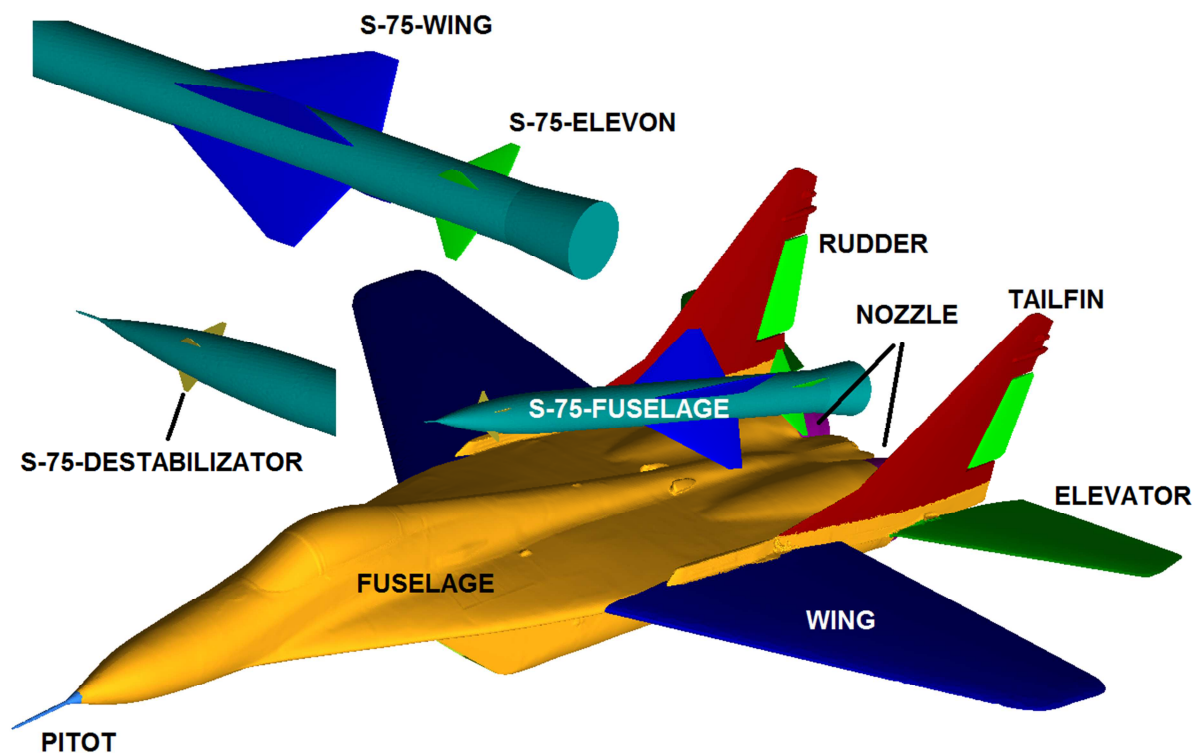 S-75-WING
S-75-ELEVON
RUDDER
TAILFIN
NOZZLE
S-75-FUSELAGE
S-75-DESTABILIZATOR
ELEVATOR
FUSELAGE
WING
PITOT